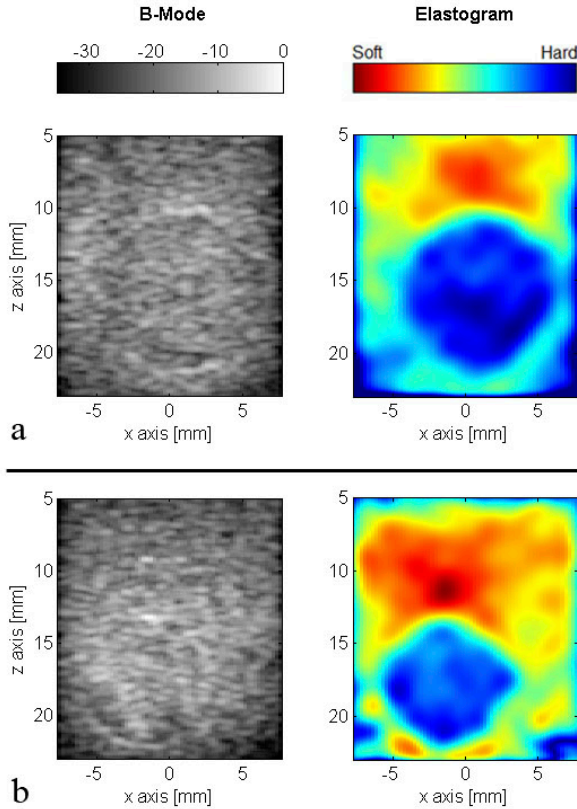 B-Mode Elastogram
-30 -20 -10 0 Soft Hard
5 5
10 10
z axis [mm]
15 15
20 20
-5 0 5 -5 0 5
a x axis [mm] x axis [mm]
5 5
10 10
z axis [mm]
15 15
20 20
-5 0 5 -5 0 5
b x axis [mm] x axis [mm]